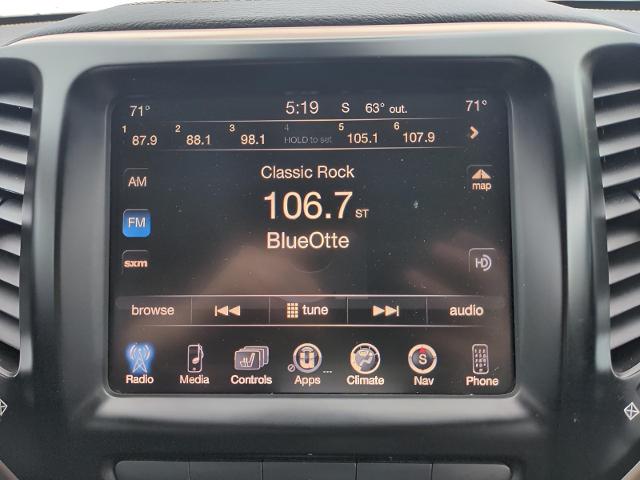 71° 5:19 S 63° out. 71°
1 87.9 2 88.1 3 98.1 4 HOLD to set 5 105.1 6 107.9
AM
Classic Rock
map
106.7 ST
FM
BlueOtte
sxm
HD
browse tune audio
Radio Media Controls Apps Climate Nav Phone
S